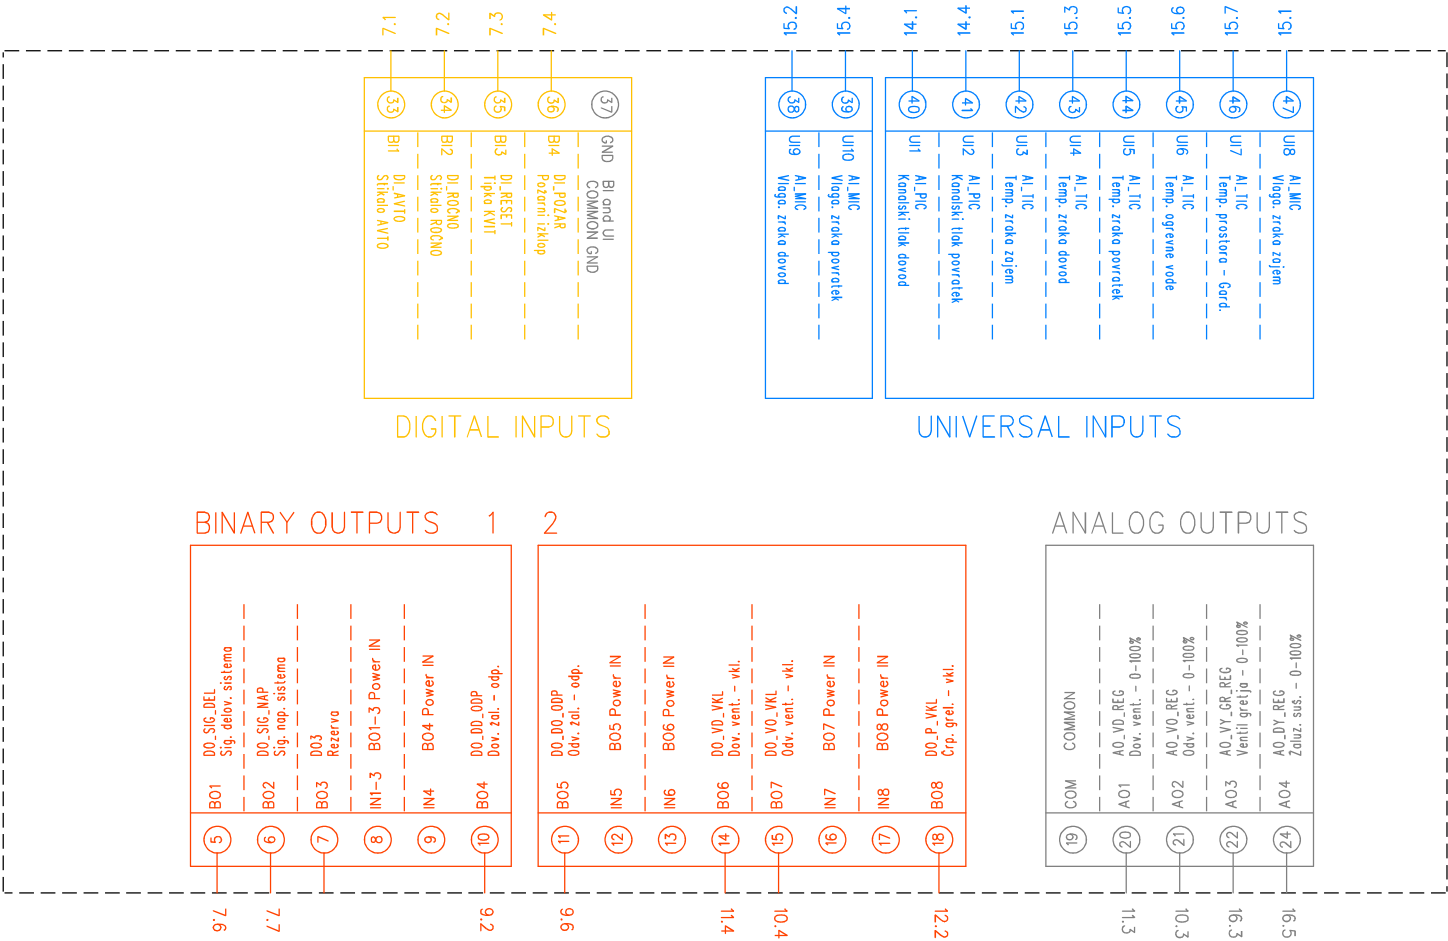 7.1
7.2
7.3
7.4
15.2
15.4
14.1
14.4
15.1
15.3
15.5
15.6
15.7
15.1
33
BI1
DI_AVTO
Stikalo AVTO
34
BI2
DI_ROCNO
Stikalo ROCNO
35
BI3
DI_RESET
Tipka KVIT
36
BI4
DI_POZAR
Pozarni izklop
37
GND
BI and UI
COMMON GND
38
UI9
AI_MIC
Vlaga. zraka dovod
39
UI10
AI_MIC
Vlaga. zraka povratek
40
UI1
AI_PIC
Kanalski tlak dovod
41
UI2
AI_PIC
Kanalski tlak povratek
42
UI3
AI_TIC
Temp. zraka zajem
43
UI4
AI_TIC
Temp. zraka dovod
44
UI5
AI_TIC
Temp. zraka povratek
45
UI6
AI_TIC
Temp. ogrevne vode
46
UI7
AI_TIC
Temp. prostora - Gard.
47
UI8
AI_MIC
Vlaga. zraka zajem
DIGITAL INPUTS
UNIVERSAL INPUTS
BINARY OUTPUTS 1 2
ANALOG OUTPUTS
DO_SIG_DEL
Sig. delov. sistema
BO1
5
7.6
DO_SIG_NAP
Sig. nap. sistema
BO2
6
7.7
DO3
Rezerva
BO3
7
BO1-3 Power IN
IN1-3
8
BO4 Power IN
IN4
9
DO_DD_ODP
Dov. zal. - odp.
BO4
10
9.2
DO_DO_ODP
Odv. zal. - odp.
BO5
11
9.6
BO5 Power IN
IN5
12
BO6 Power IN
IN6
13
DO_VD_VKL
Dov. vent. - vkl.
BO6
14
11.4
DO_VO_VKL
Odv. vent. - vkl.
BO7
15
10.4
BO7 Power IN
IN7
16
BO8 Power IN
IN8
17
DO_P_VKL
Crp. grel. - vkl.
BO8
18
12.2
COMMON
COM
19
AO_VD_REG
Dov. vent. - 0-100%
AO1
20
11.3
AO_VO_REG
Odv. vent. - 0-100%
AO2
21
10.3
AO_VY_GR_REG
Ventil gretja - 0-100%
AO3
22
16.3
AO_DY_REG
Zaluz. sus. - 0-100%
AO4
24
16.5